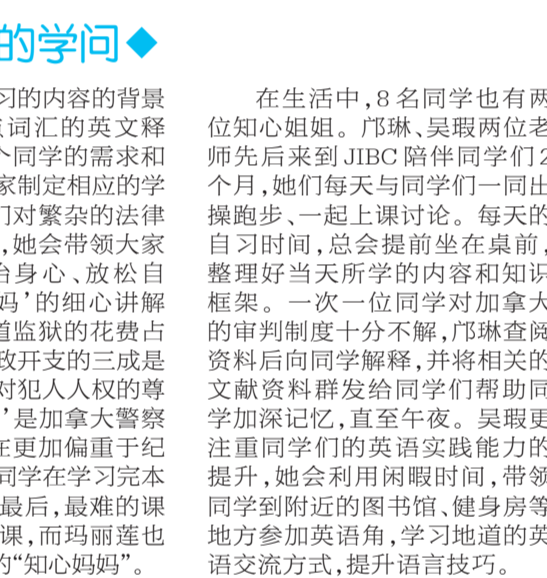 的学问◆
习的内容的背景
词汇的英文释
个同学的需求和
家制定相应的学
们对繁杂的法律
,她会带领大家
治身心、放松自
妈’的细心讲解
道监狱的花费占
政开支的三成是
对犯人人权的尊
’是加拿大警察
在更加偏重于纪
同学在学习完本
最后,最难的课
课,而玛丽莲也
的“知心妈妈”。
在生活中,8名同学也有两
位知心姐姐。邝琳、吴瑕两位老
师先后来到JIBC陪伴同学们2
个月,她们每天与同学们一同出
操跑步、一起上课讨论。每天的
自习时间,总会提前坐在桌前,
整理好当天所学的内容和知识
框架。一次一位同学对加拿大
的审判制度十分不解,邝琳查阅
资料后向同学解释,并将相关的
文献资料群发给同学们帮助同
学加深记忆,直至午夜。吴瑕更
注重同学们的英语实践能力的
提升,她会利用闲暇时间,带领
同学到附近的图书馆、健身房等
地方参加英语角,学习地道的英
语交流方式,提升语言技巧。